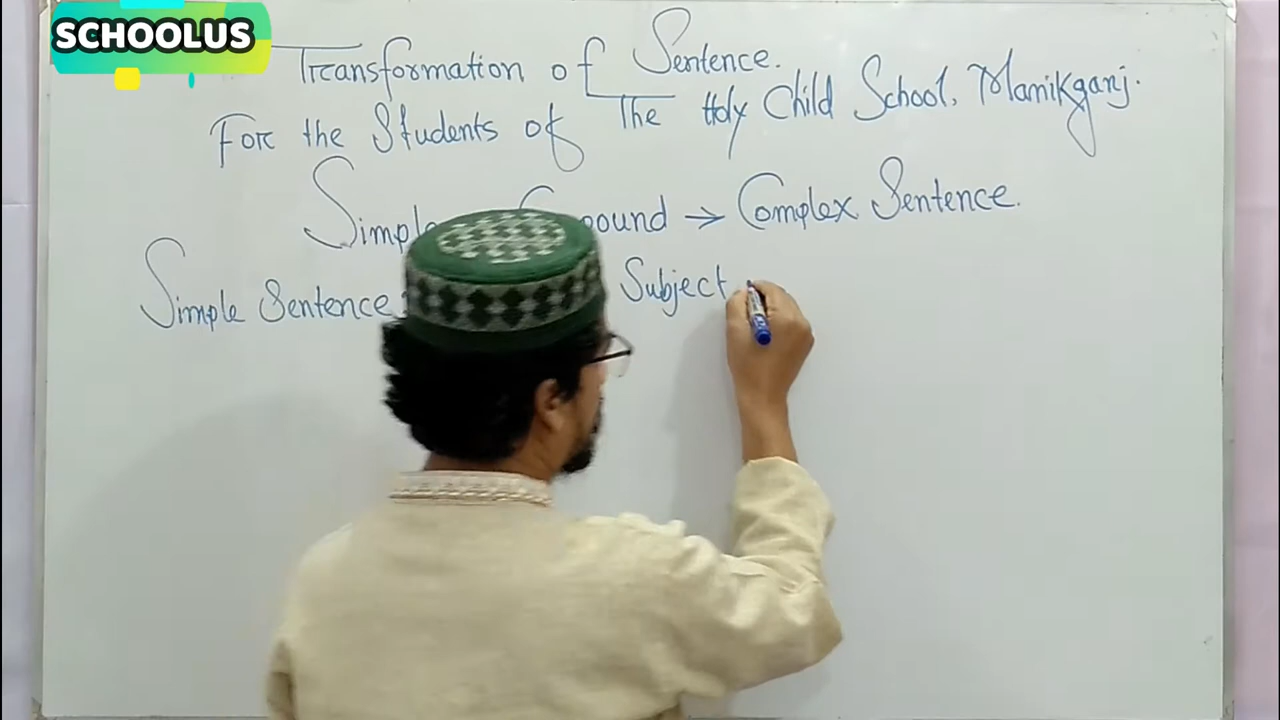 SCHOOLUS
Transformation of Sentence.
For the Students of The Holy Child School, Manikganj.
Complex Sentence.
Simple Sentence Subject